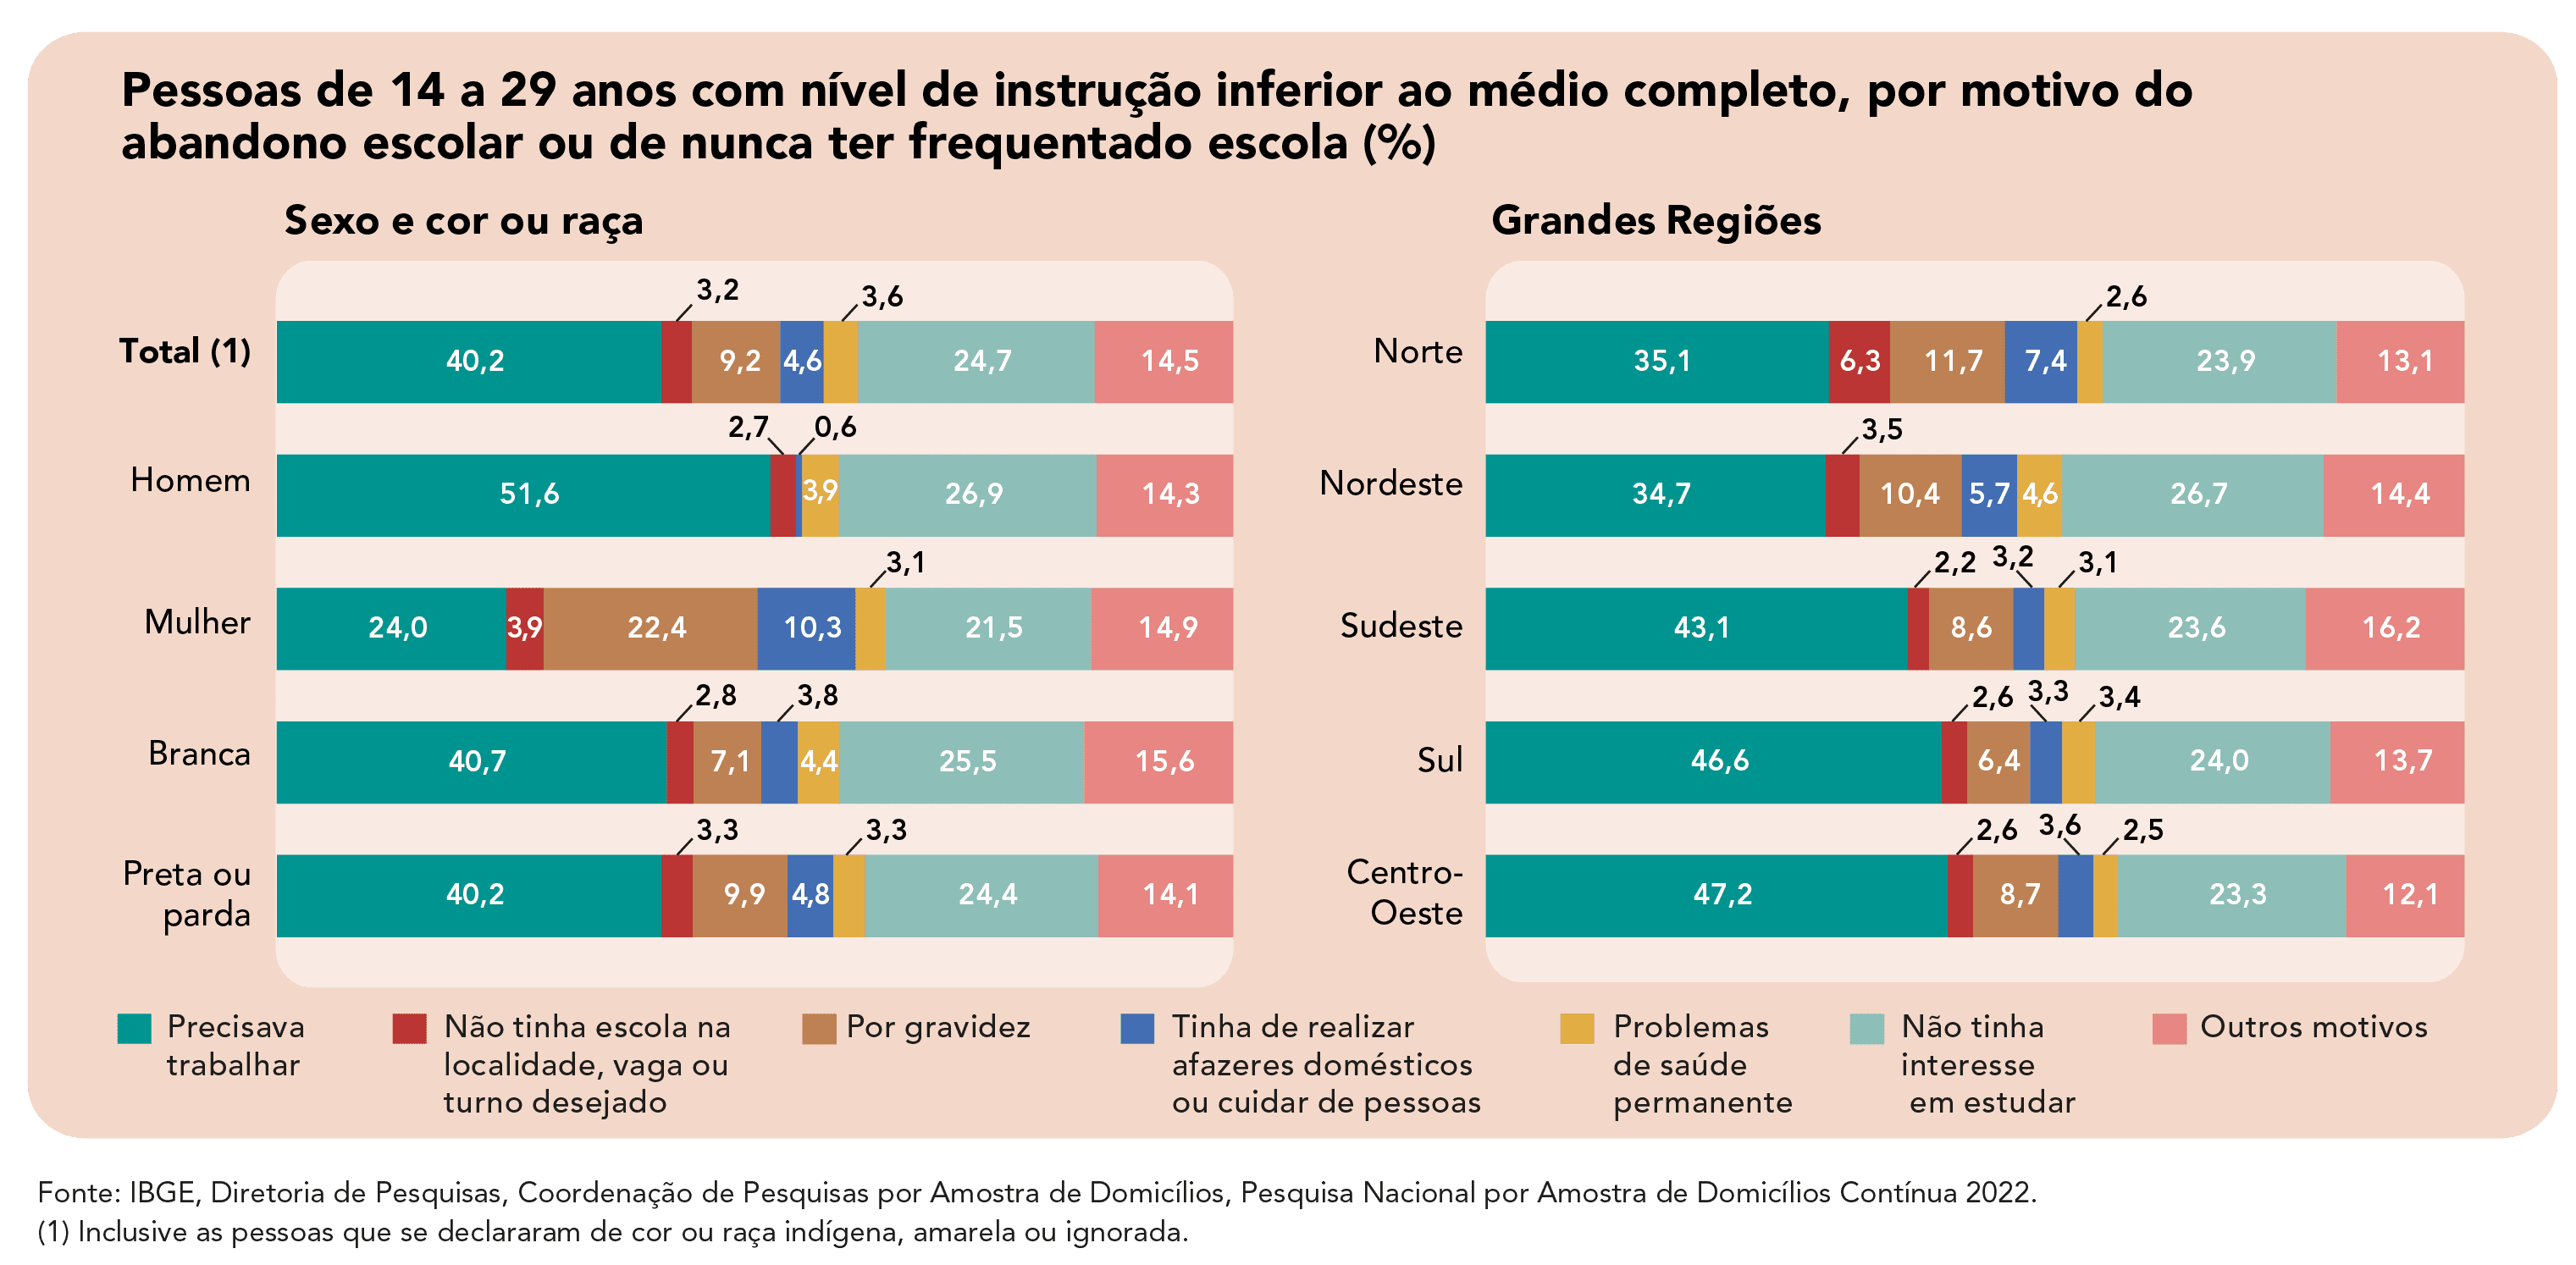 Pessoas de 14 a 29 anos com nível de instrução inferior ao médio completo, por motivo do
abandono escolar ou de nunca ter frequentado escola (%)
Sexo e cor ou raça
3,2
3,6
Total (1)
40,2
9,2
4,6
24,7
14,5
2,7
0,6
Homem
51,6
3,9
26,9
14,3
3,1
Mulher
24,0
3,9
22,4
10,3
21,5
14,9
2,8
3,8
Branca
40,7
7,1
4,4
25,5
15,6
3,3
3,3
Preta ou
parda
40,2
9,9
4,8
24,4
14,1
Grandes Regiões
2,6
Norte
35,1
6,3
11,7
7,4
23,9
13,1
3,5
Nordeste
34,7
10,4
5,7
4,6
26,7
14,4
2,2
3,2
3,1
Sudeste
43,1
8,6
23,6
16,2
2,6
3,3
3,4
Sul
46,6
6,4
24,0
13,7
2,6
3,6
2,5
Centro-
Oeste
47,2
8,7
23,3
12,1
Precisava
trabalhar
Não tinha escola na
localidade, vaga ou
turno desejado
Por gravidez
Tinha de realizar
afazeres domésticos
ou cuidar de pessoas
Problemas
de saúde
permanente
Não tinha
interesse
em estudar
Outros motivos
Fonte: IBGE, Diretoria de Pesquisas, Coordenação de Pesquisas por Amostra de Domicílios, Pesquisa Nacional por Amostra de Domicílios Contínua 2022.
(1) Inclusive as pessoas que se declararam de cor ou raça indígena, amarela ou ignorada.